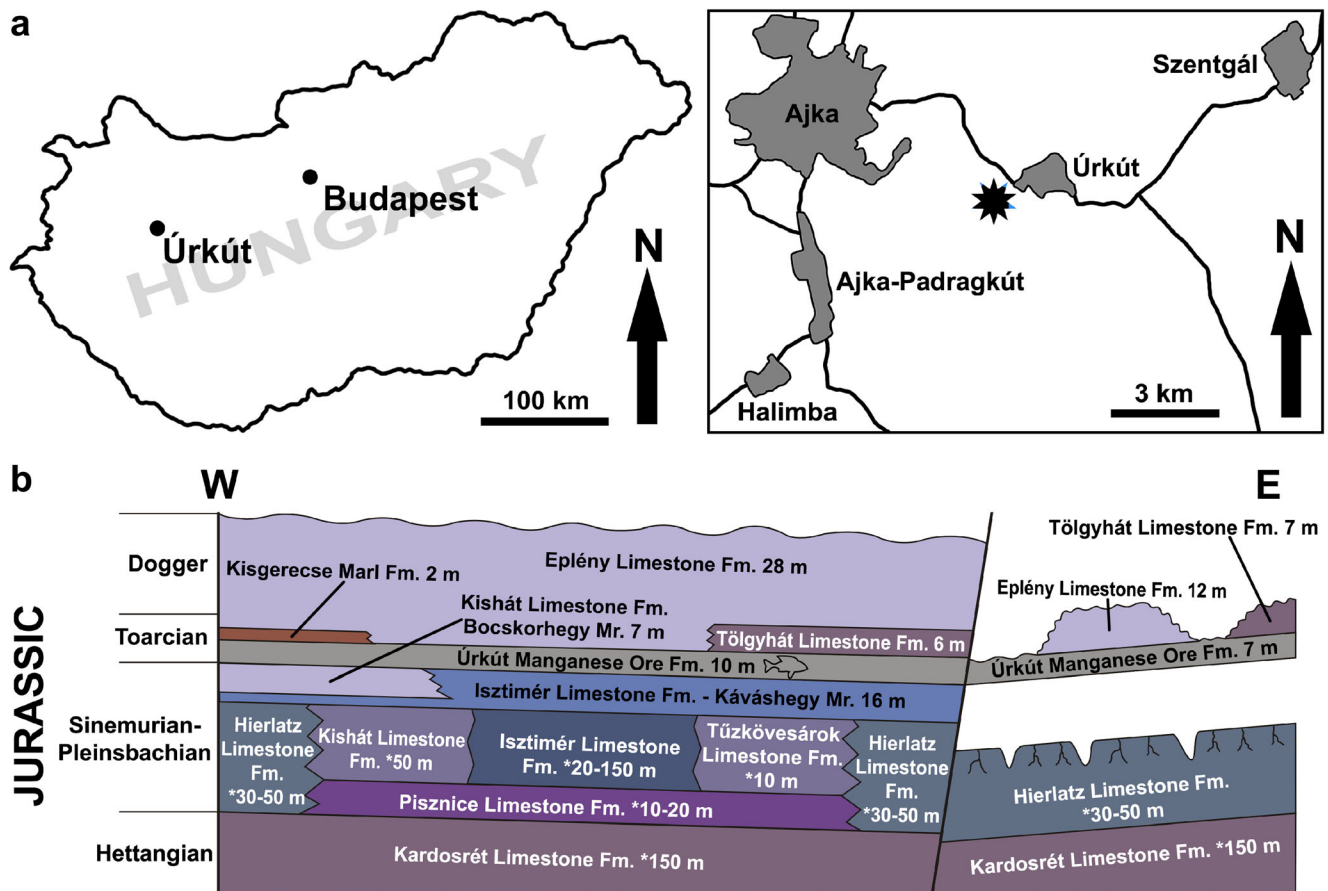 a
HUNGARY
Budapest
Úrkút
N
100 km
Szentgál
Ajka
Úrkút
Ajka-Padragkút
Halimba
N
3 km
b
W
E
JURASSIC
Dogger
Toarcian
Sinemurian-
Pleinsbachian
Hettangian
Eplény Limestone Fm. 28 m
Kisgerecse Marl Fm. 2 m
Kishát Limestone Fm.
Bocskorhegy Mr. 7 m
Tölgyhát Limestone Fm. 6 m
Úrkút Manganese Ore Fm. 10 m
Isztimér Limestone Fm. - Káváshegy Mr. 16 m
Hierlatz
Limestone
Fm.
*30-50 m
Kishát Limestone
Fm. *50 m
Isztimér Limestone
Fm. *20-150 m
Tűzkövesárok
Limestone Fm.
*10 m
Hierlatz
Limestone
Fm.
*30-50 m
Pisznice Limestone Fm. *10-20 m
Kardosrét Limestone Fm. *150 m
Tölgyhát Limestone Fm. 7 m
Eplény Limestone Fm. 12 m
Úrkút Manganese Ore Fm. 7 m
Hierlatz Limestone Fm.
*30-50 m
Kardosrét Limestone Fm. *150 m